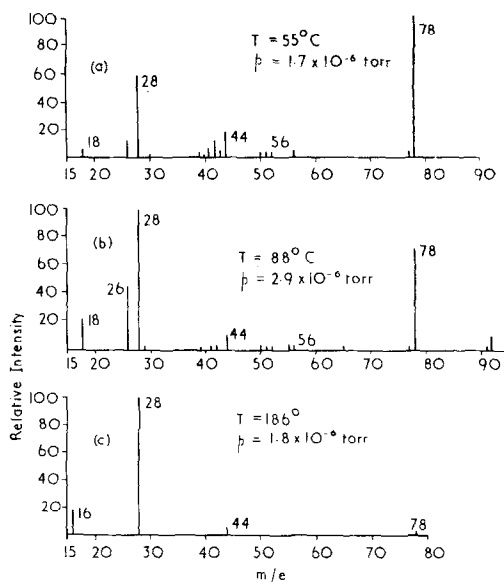 100
80
60
40
20
(a)
T = 55°C
p = 1.7 x 10⁻⁶ torr
18
28
44
56
78
15 20 30 40 50 60 70 80 90
100
80
60
40
20
(b)
T = 88°C
p = 2.9 x 10⁻⁶ torr
18
26
28
44
56
78
15 20 30 40 50 60 70 80 90
Relative Intensity
100
80
60
40
20
(c)
T = 186°
p = 1.8 x 10⁻⁶ torr
16
28
44
78
15 20 30 40 50 60 70 80
m/e